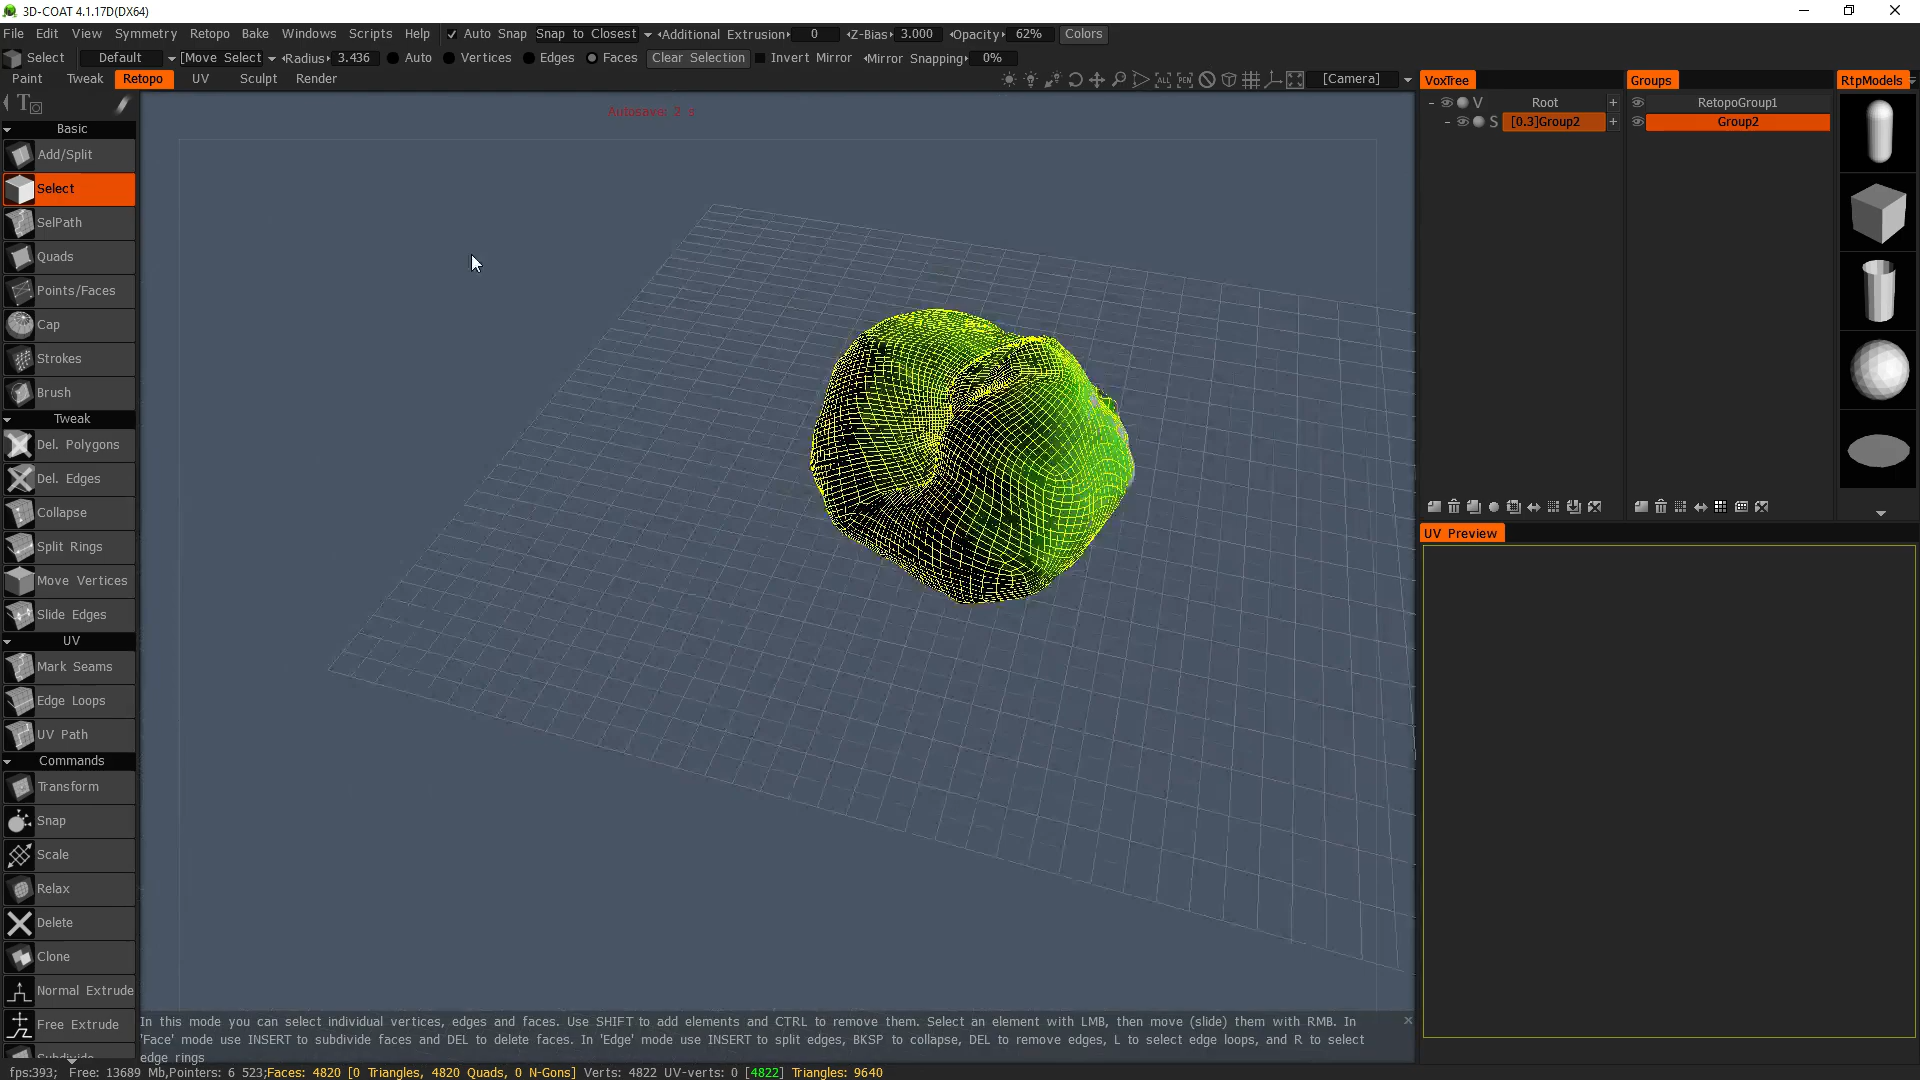 3D-COAT 4.1.17D(DX64)
File Edit View Symmetry Retopo Bake Windows Scripts Help Auto Snap Snap to Closest Additional Extrusion 0 Z-Bias 3.000 Opacity 62% Colors
Select Default [Move Select Radius 3.436 Auto Vertices Edges Faces Clear Selection Invert Mirror Mirror Snapping 0%
Paint Tweak Retopo UV Sculpt Render [Camera] VoxTree Groups RtpModels
Autosave: 2 s
V Root + RetopoGroup1
S [0.3]Group2 + Group2
Basic
Add/Split
Select
SelPath
Quads
Points/Faces
Cap
Strokes
Brush
Tweak
Del. Polygons
Del. Edges
Collapse
Split Rings
Move Vertices
Slide Edges
UV
Mark Seams
Edge Loops
UV Path
Commands
Transform
Snap
Scale
Relax
Delete
Clone
Normal Extrude
Free Extrude
Subdivide
UV Preview
In this mode you can select individual vertices, edges and faces. Use SHIFT to add elements and CTRL to remove them. Select an element with LMB, then move (slide) them with RMB. In
'Face' mode use INSERT to subdivide faces and DEL to delete faces. In 'Edge' mode use INSERT to split edges, BKSP to collapse, DEL to remove edges, L to select edge loops, and R to select
edge rings
fps:393; Free: 13689 Mb,Pointers: 6 523;Faces: 4820 [0 Triangles, 4820 Quads, 0 N-Gons] Verts: 4822 UV-verts: 0 [4822] Triangles: 9640